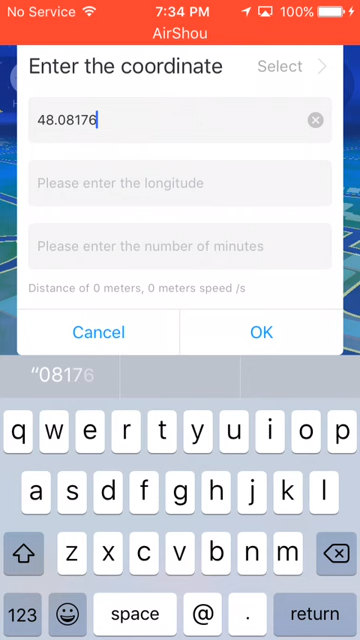 No Service 7:34 PM 100%
AirShou
Enter the coordinate Select
48.08176
Please enter the longitude
Please enter the number of minutes
Distance of 0 meters, 0 meters speed /s
Cancel OK
“08176
q w e r t y u i o p
a s d f g h j k l
z x c v b n m
123 space @ . return